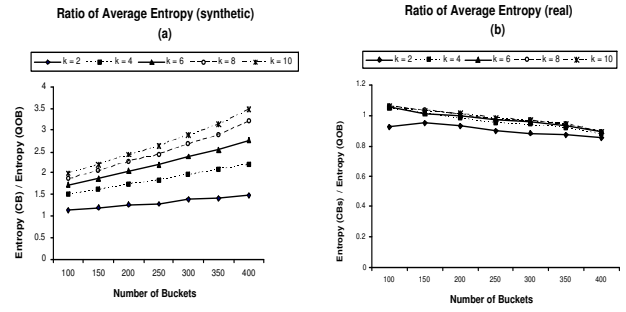 Ratio of Average Entropy (synthetic)
(a)
k = 2 k = 4 k = 6 k = 8 k = 10
Entropy (CB) / Entropy (QOB)
4
3.5
3
2.5
2
1.5
1
0.5
0
100 150 200 250 300 350 400
Number of Buckets
Ratio of Average Entropy (real)
(b)
k = 2 k = 4 k = 6 k = 8 k = 10
Entropy (CBs) / Entropy (QOB)
1.2
1
0.8
0.6
0.4
0.2
0
100 150 200 250 300 350 400
Number of Buckets